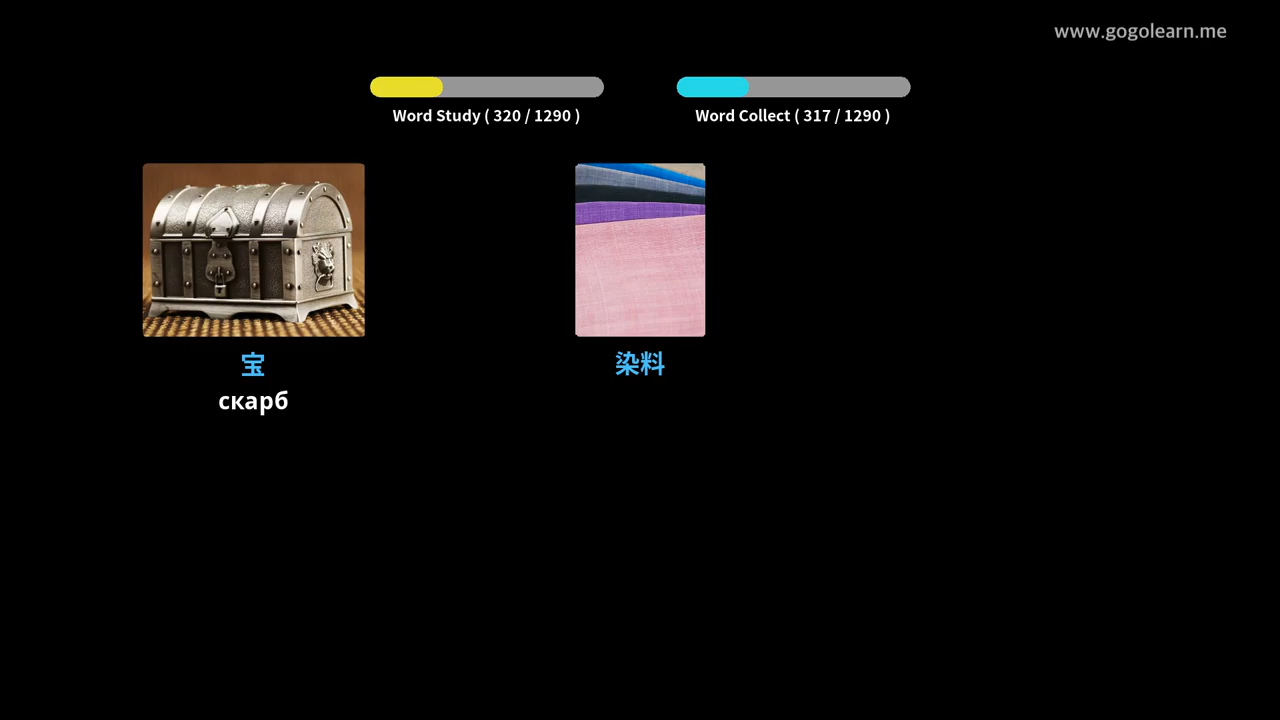 www.gogolearn.me
Word Study ( 320 / 1290 )
Word Collect ( 317 / 1290 )
宝
染料
скарб